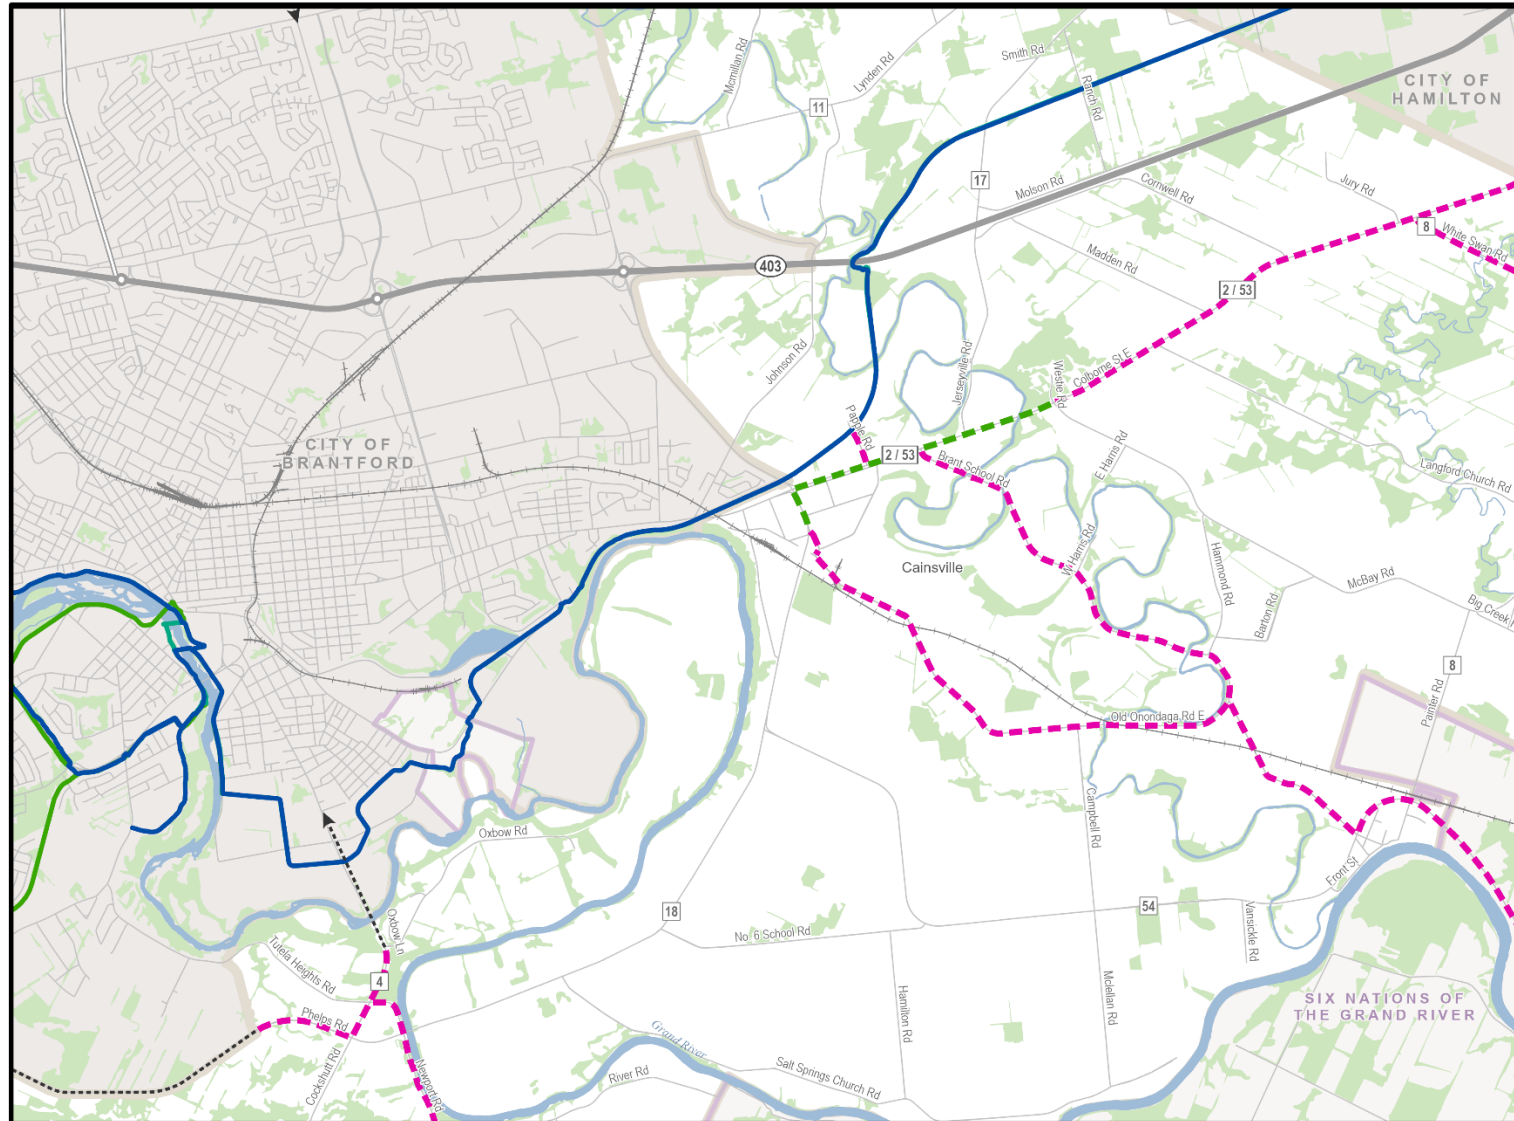 Mcmillan Rd
Lynden Rd
Smith Rd
Ranch Rd
CITY OF
HAMILTON
11
17
Molson Rd
Cornwell Rd
Jury Rd
8
White Swan Rd
Madden Rd
403
2 / 53
Johnson Rd
Jerseyville Rd
Westie Rd
Colborne St E
CITY OF
BRANTFORD
Papple Rd
2 / 53
Brant School Rd
E Harris Rd
Langford Church Rd
W Harris Rd
Cainsville
Hammond Rd
McBay Rd
Barton Rd
Big Creek
8
Painter Rd
Old Onondaga Rd E
Campbell Rd
Oxbow Rd
Front St
18
54
Oxbow Ln
No. 6 School Rd
Vansickle Rd
Tutela Heights Rd
4
Phelps Rd
Hamilton Rd
Mclellan Rd
SIX NATIONS OF
THE GRAND RIVER
Grand River
Cockshutt Rd
Newport Rd
River Rd
Salt Springs Church Rd